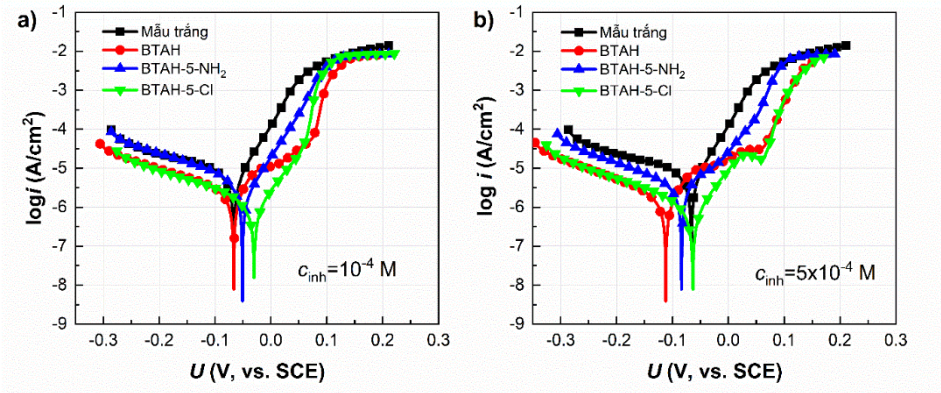 a)
-1
-2
-3
-4
-5
-6
-7
-8
-9
log i (A/cm²)
Mẫu trắng
BTAH
BTAH-5-NH₂
BTAH-5-Cl
cinh=10⁻⁴ M
-0.3 -0.2 -0.1 0.0 0.1 0.2 0.3
U (V, vs. SCE)
b)
-1
-2
-3
-4
-5
-6
-7
-8
-9
log i (A/cm²)
Mẫu trắng
BTAH
BTAH-5-NH₂
BTAH-5-Cl
cinh=5x10⁻⁴ M
-0.3 -0.2 -0.1 0.0 0.1 0.2 0.3
U (V, vs. SCE)